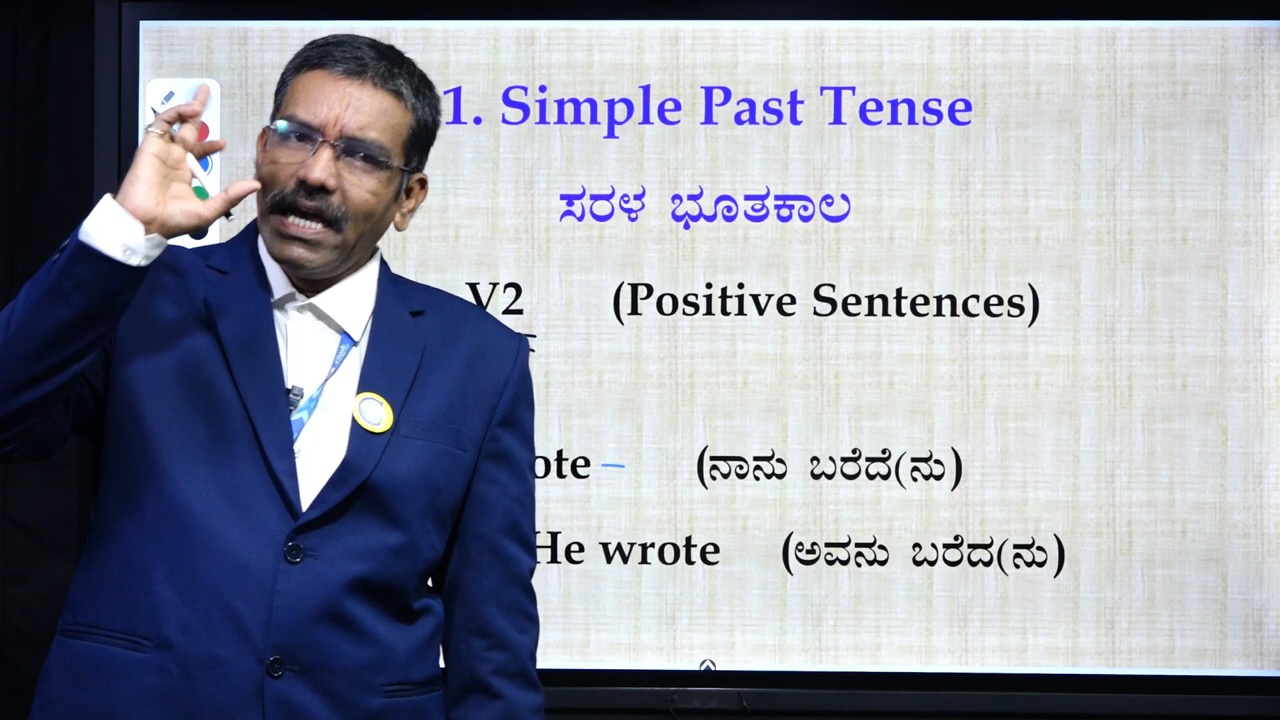 1. Simple Past Tense
ಸರಳ ಭೂತಕಾಲ
V2 (Positive Sentences)
ote – (ನಾನು ಬರೆದೆ(ನು)
He wrote (ಅವನು ಬರೆದ(ನು)